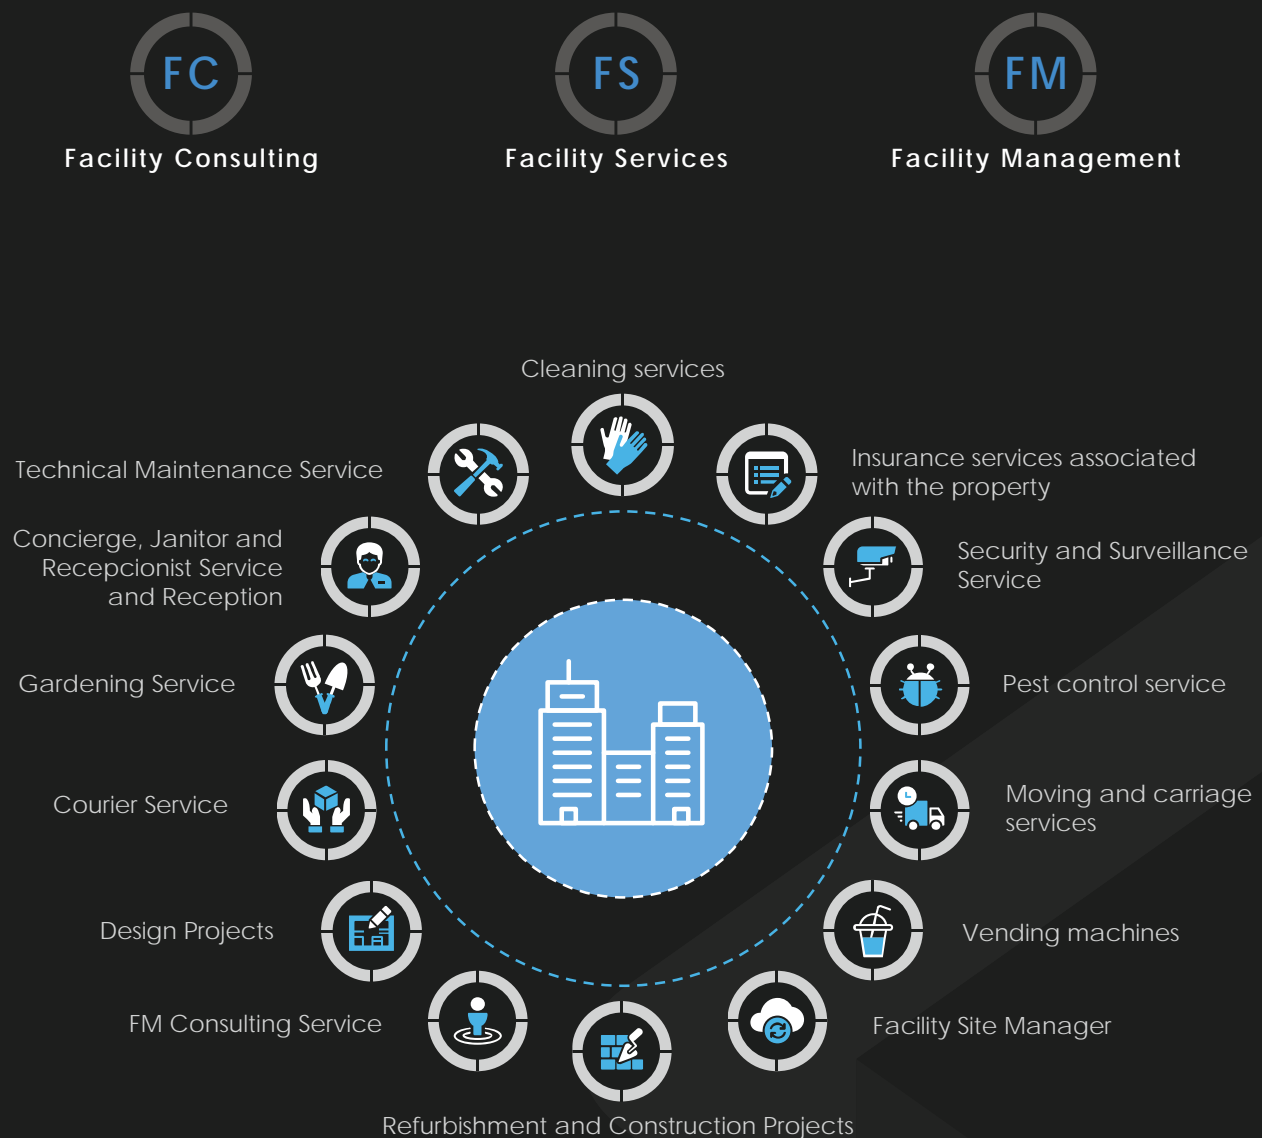 FC
Facility Consulting
FS
Facility Services
FM
Facility Management
Cleaning services
Technical Maintenance Service
Insurance services associated
with the property
Concierge, Janitor and
Recepcionist Service
and Reception
Security and Surveillance
Service
Gardening Service
Pest control service
Courier Service
Moving and carriage
services
Design Projects
Vending machines
FM Consulting Service
Facility Site Manager
Refurbishment and Construction Projects